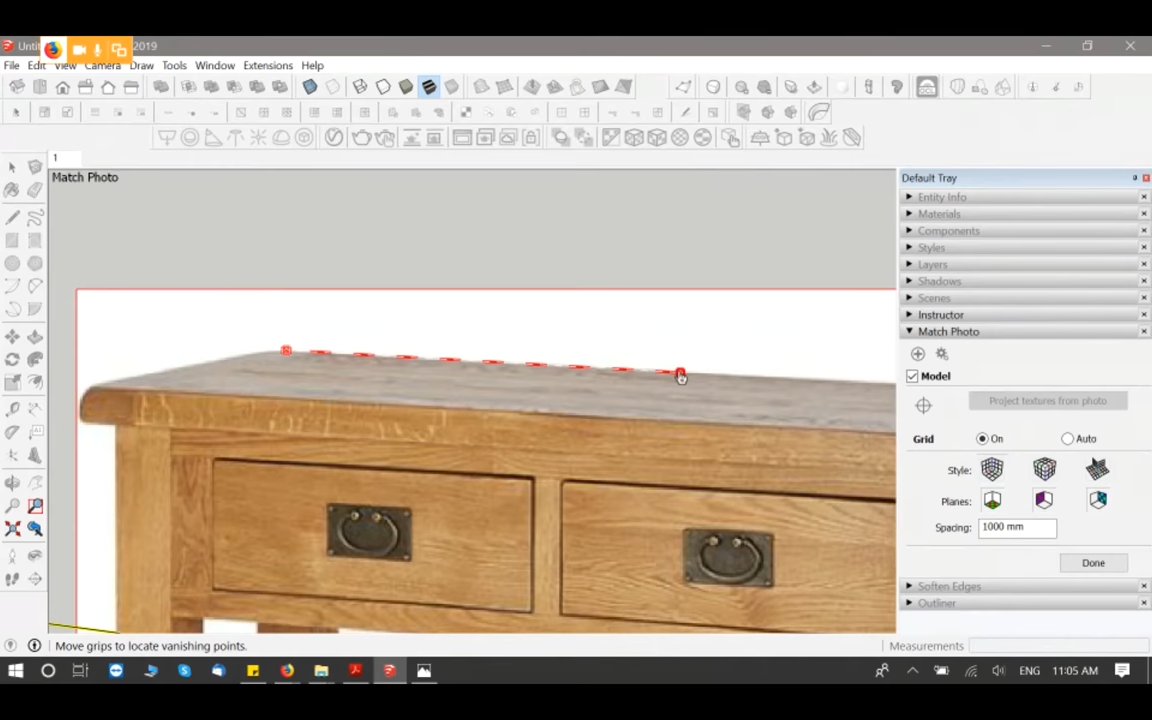 Unti 2019
File Edit View Camera Draw Tools Window Extensions Help
1
Match Photo
Default Tray
Entity Info
Materials
Components
Styles
Layers
Shadows
Scenes
Instructor
Match Photo
Model
Project textures from photo
Grid On Auto
Style:
Planes:
Spacing: 1000 mm
Done
Soften Edges
Outliner
Move grips to locate vanishing points. Measurements
ENG 11:05 AM